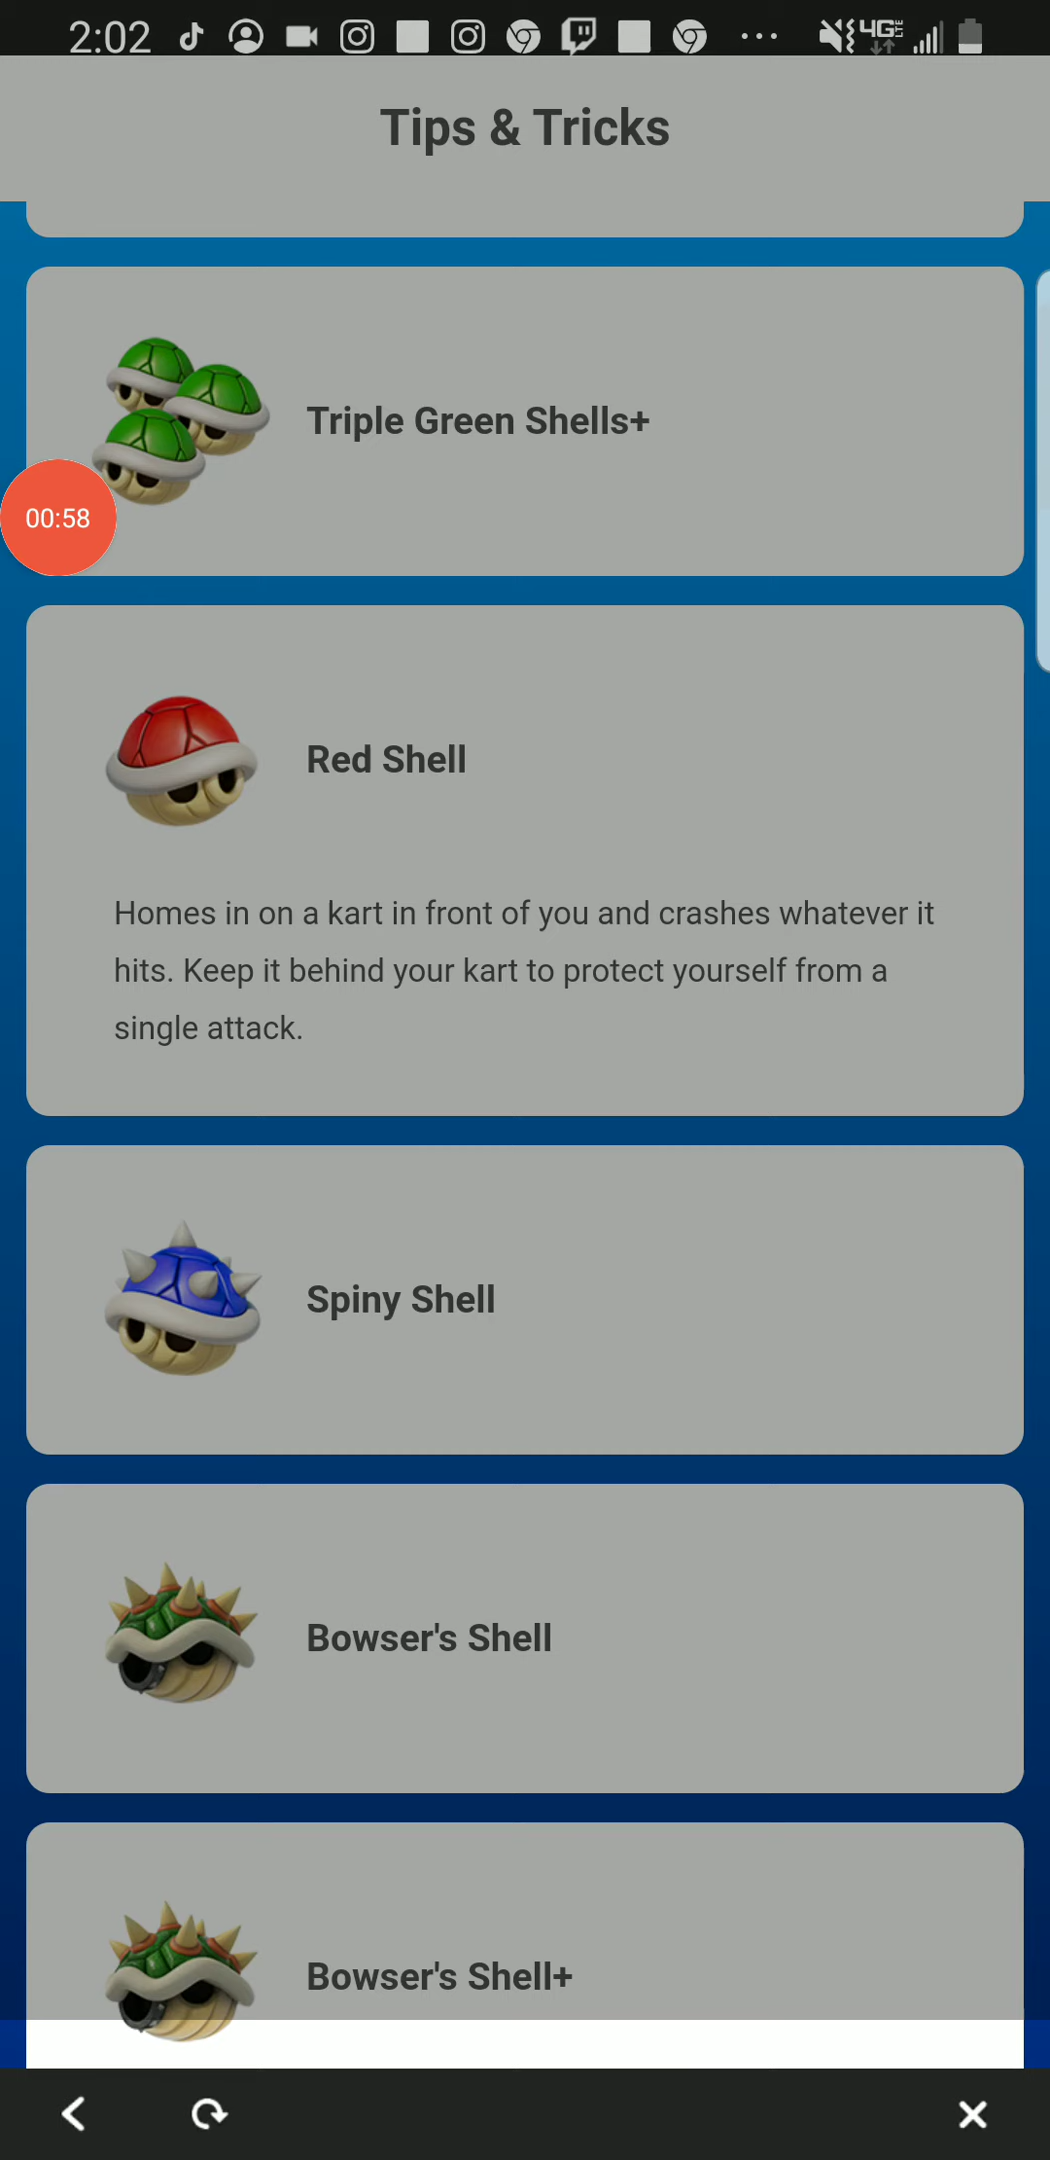 2:02 4G LTE
Tips & Tricks
Triple Green Shells+
00:58
Red Shell
Homes in on a kart in front of you and crashes whatever it
hits. Keep it behind your kart to protect yourself from a
single attack.
Spiny Shell
Bowser's Shell
Bowser's Shell+